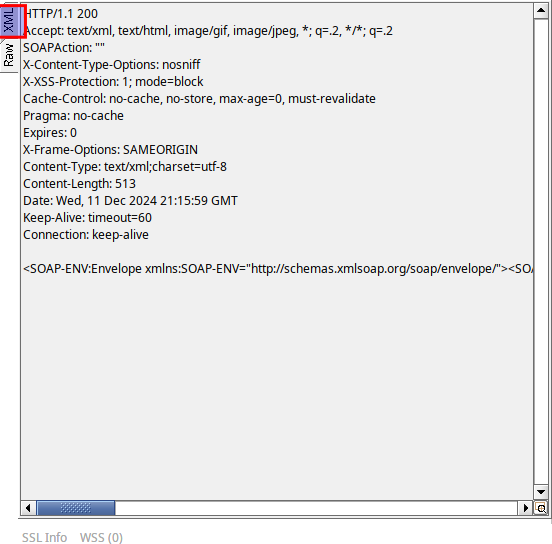 XML
Raw
HTTP/1.1 200
Accept: text/xml, text/html, image/gif, image/jpeg, *; q=.2, */*; q=.2
SOAPAction: ""
X-Content-Type-Options: nosniff
X-XSS-Protection: 1; mode=block
Cache-Control: no-cache, no-store, max-age=0, must-revalidate
Pragma: no-cache
Expires: 0
X-Frame-Options: SAMEORIGIN
Content-Type: text/xml;charset=utf-8
Content-Length: 513
Date: Wed, 11 Dec 2024 21:15:59 GMT
Keep-Alive: timeout=60
Connection: keep-alive
<SOAP-ENV:Envelope xmlns:SOAP-ENV="http://schemas.xmlsoap.org/soap/envelope/"><SOA
SSL Info WSS (0)